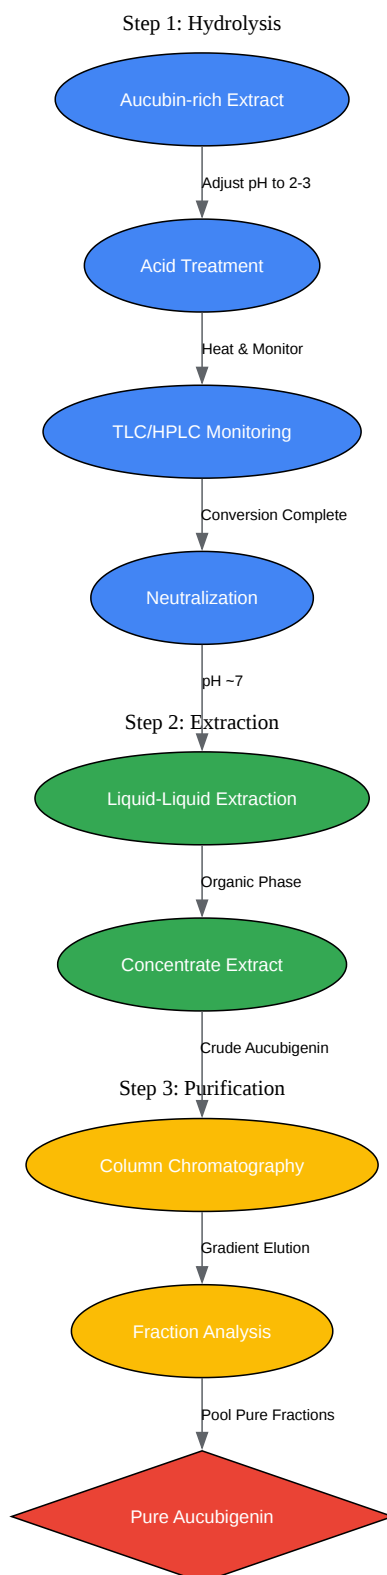 Step 1: Hydrolysis
Aucubin-rich Extract
Adjust pH to 2-3
Acid Treatment
Heat & Monitor
TLC/HPLC Monitoring
Conversion Complete
Neutralization
pH ~7
Step 2: Extraction
Liquid-Liquid Extraction
Organic Phase
Concentrate Extract
Crude Aucubigenin
Step 3: Purification
Column Chromatography
Gradient Elution
Fraction Analysis
Pool Pure Fractions
Pure Aucubigenin